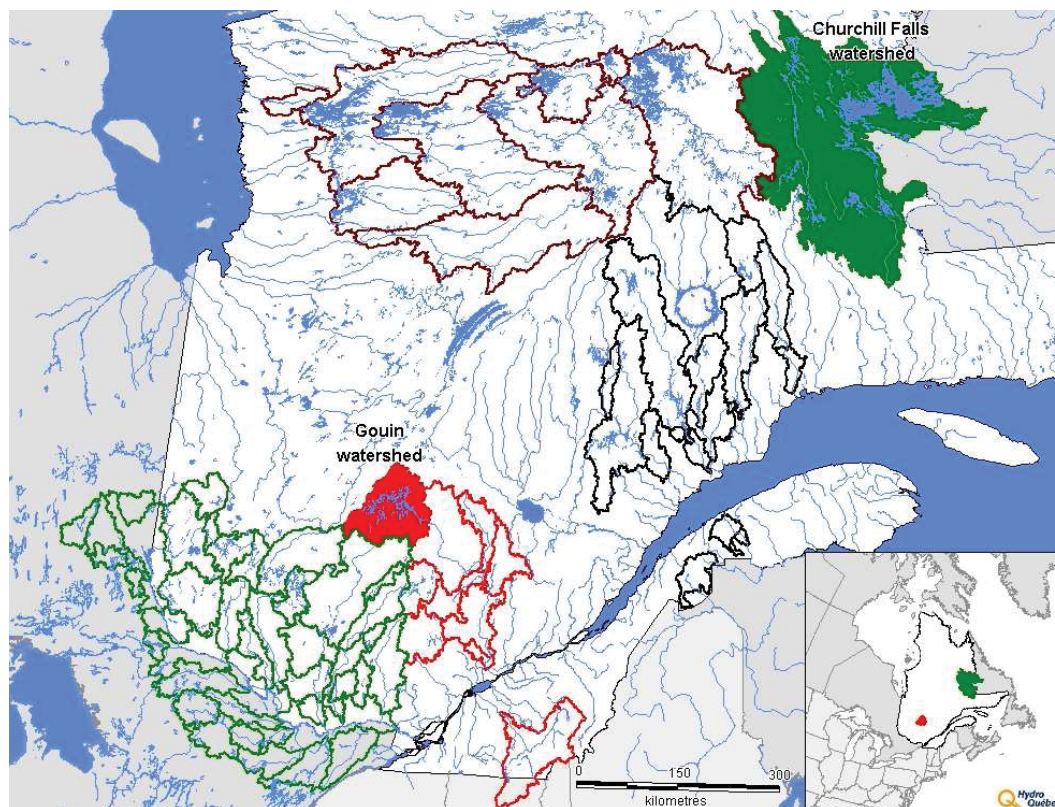 Churchill Falls
watershed
Gouin
watershed
0 150 300
kilometres
Hydro
Québec